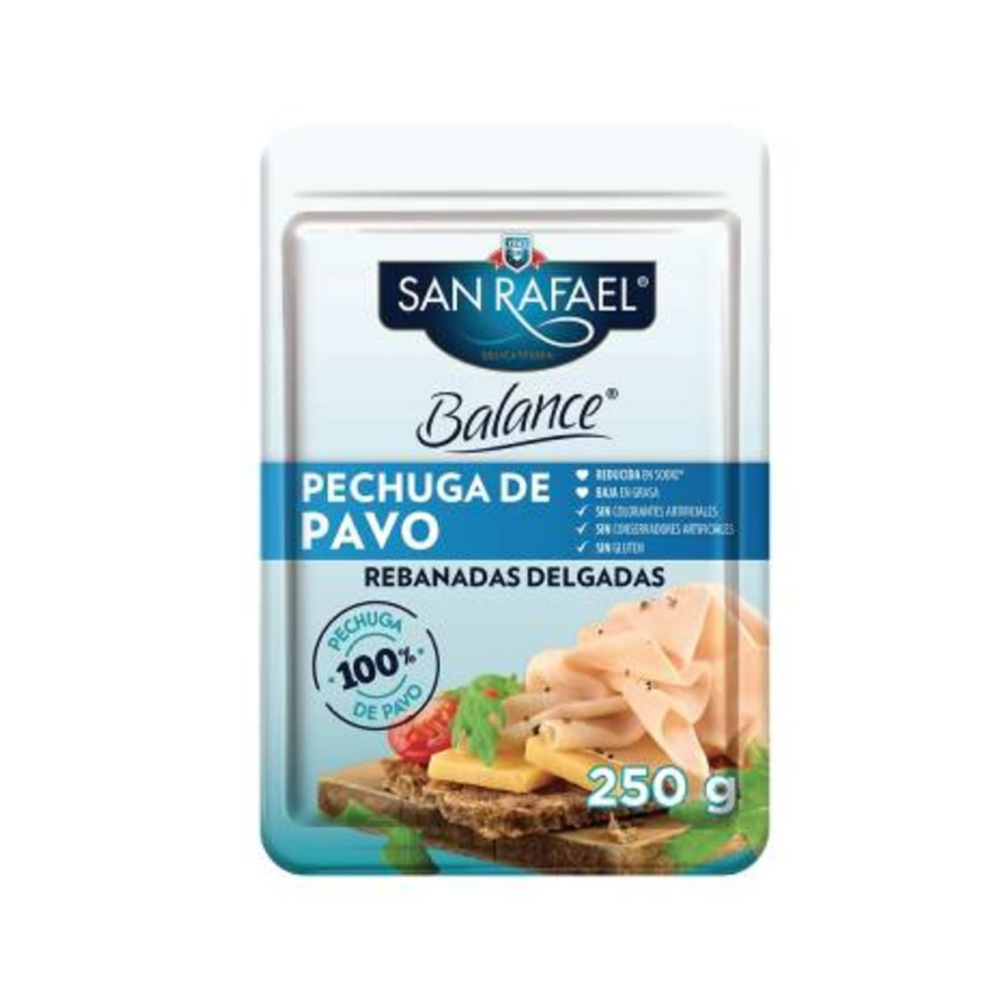 SAN RAFAEL®
DELICATESSEN
Balance®
PECHUGA DE
PAVO
REDUCIDA EN SODIO*
BAJA EN GRASA
SIN COLORANTES ARTIFICIALES
SIN CONSERVADORES ARTIFICIALES
SIN GLUTEN
REBANADAS DELGADAS
PECHUGA
100%
DE PAVO
250 g